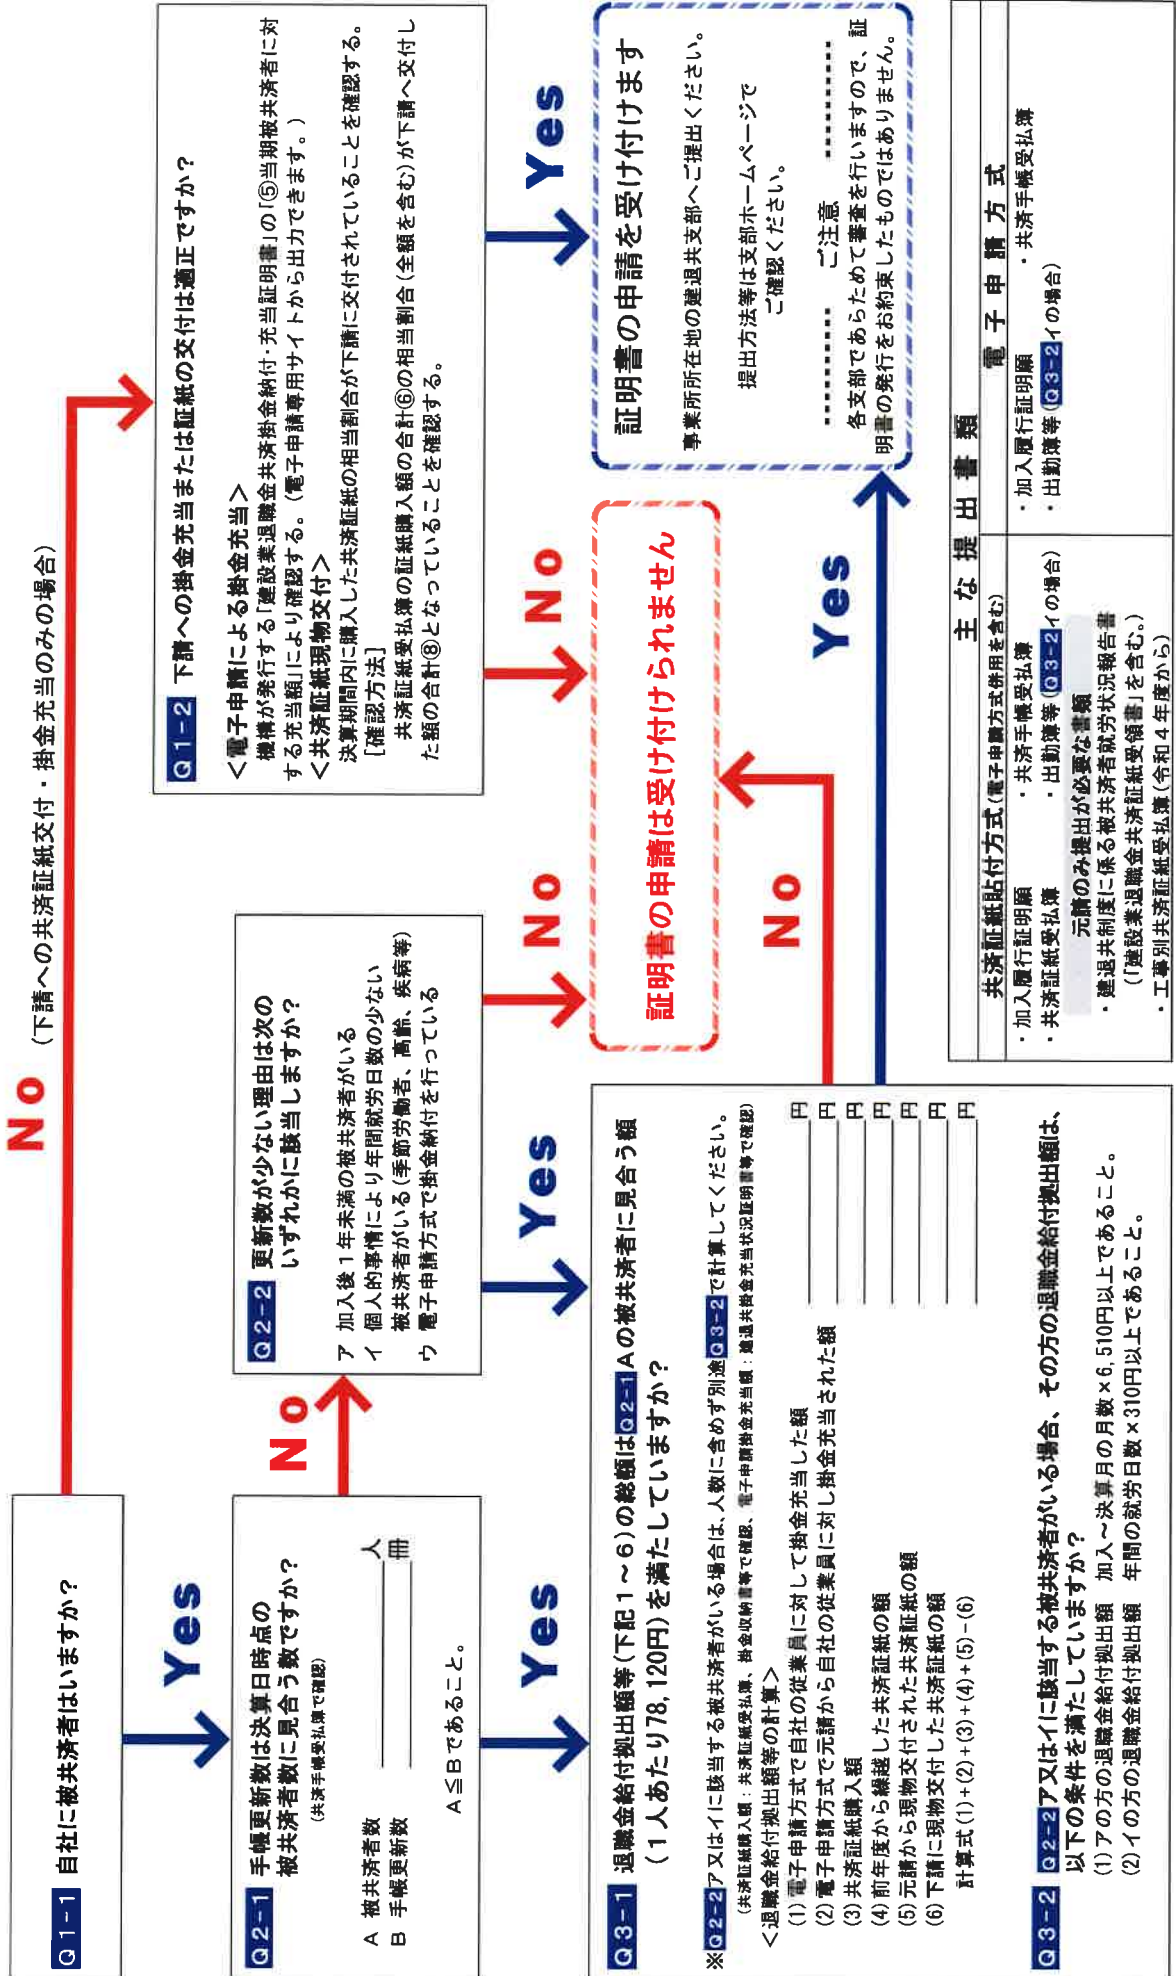 Q1-1 自社に被共済者はいますか？
No
(下請への共済証紙交付・掛金充当のみの場合)
Yes
Q1-2 下請への掛金充当または証紙の交付は適正ですか？
＜電子申請による掛金充当＞
機構が発行する「建設業退職金共済掛金納付・充当証明書」の「⑤当期被共済者に対
する充当額」により確認する。(電子申請専用サイトから出力できます。)
＜共済証紙現物交付＞
決算期間内に購入した共済証紙の相当割合が下請に交付されていることを確認する。
[確認方法]
共済証紙受払簿の証紙購入額の合計⑥の相当割合(全額を含む)が下請へ交付し
た額の合計⑧となっていることを確認する。
Q2-1 手帳更新数は決算日時点の
被共済者数に見合う数ですか？
(共済手帳受払簿で確認)
A 被共済者数 人
B 手帳更新数 冊
A≦Bであること。
No
Q2-2 更新数が少ない理由は次の
いずれかに該当しますか？
ア 加入後１年未満の被共済者がいる
イ 個人的事情により年間就労日数の少ない
被共済者がいる(季節労働者、高齢、疾病等)
ウ 電子申請方式で掛金納付を行っている
Yes
Yes
No
No
Yes
Q3-1 退職金給付拠出額等(下記１～６)の総額はQ2-1Aの被共済者に見合う額
(１人あたり78,120円)を満たしていますか？
※Q2-2ア又はイに該当する被共済者がいる場合は、人数に含めず別途Q3-2で計算してください。
(共済証紙購入額：共済証紙受払簿、掛金収納書等で確認、電子申請掛金充当額：建退共掛金充当状況証明書等で確認)
＜退職金給付拠出額等の計算＞
(1) 電子申請方式で自社の従業員に対して掛金充当した額 円
(2) 電子申請方式で元請から自社の従業員に対し掛金充当された額 円
(3) 共済証紙購入額 円
(4) 前年度から繰越した共済証紙の額 円
(5) 元請から現物交付された共済証紙の額 円
(6) 下請に現物交付した共済証紙の額 円
計算式(1)+(2)+(3)+(4)+(5)-(6) 円
Q3-2 Q2-2ア又はイに該当する被共済者がいる場合、その方の退職金給付拠出額は、
以下の条件を満たしていますか？
(1)アの方の退職金給付拠出額 加入～決算月の月数×6,510円以上であること。
(2)イの方の退職金給付拠出額 年間の就労日数×310円以上であること。
No
Yes
証明書の申請は受け付けられません
証明書の申請を受け付けます
事業所所在地の建退共支部へご提出ください。
提出方法等は支部ホームページで
ご確認ください。
ご注意
各支部であらためて審査を行いますので、証
明書の発行をお約束したものではありません。
主な提出書類
共済証紙貼付方式(電子申請方式併用を含む)
・加入履行証明願 ・共済手帳受払簿
・共済証紙受払簿 ・出勤簿等(Q3-2イの場合)
元請のみ提出が必要な書類
・建退共制度に係る被共済者就労状況報告書
(「建設業退職金共済証紙受領書」を含む。)
・工事別共済証紙受払簿(令和４年度から)
電子申請方式
・加入履行証明願 ・共済手帳受払簿
・出勤簿等(Q3-2イの場合)